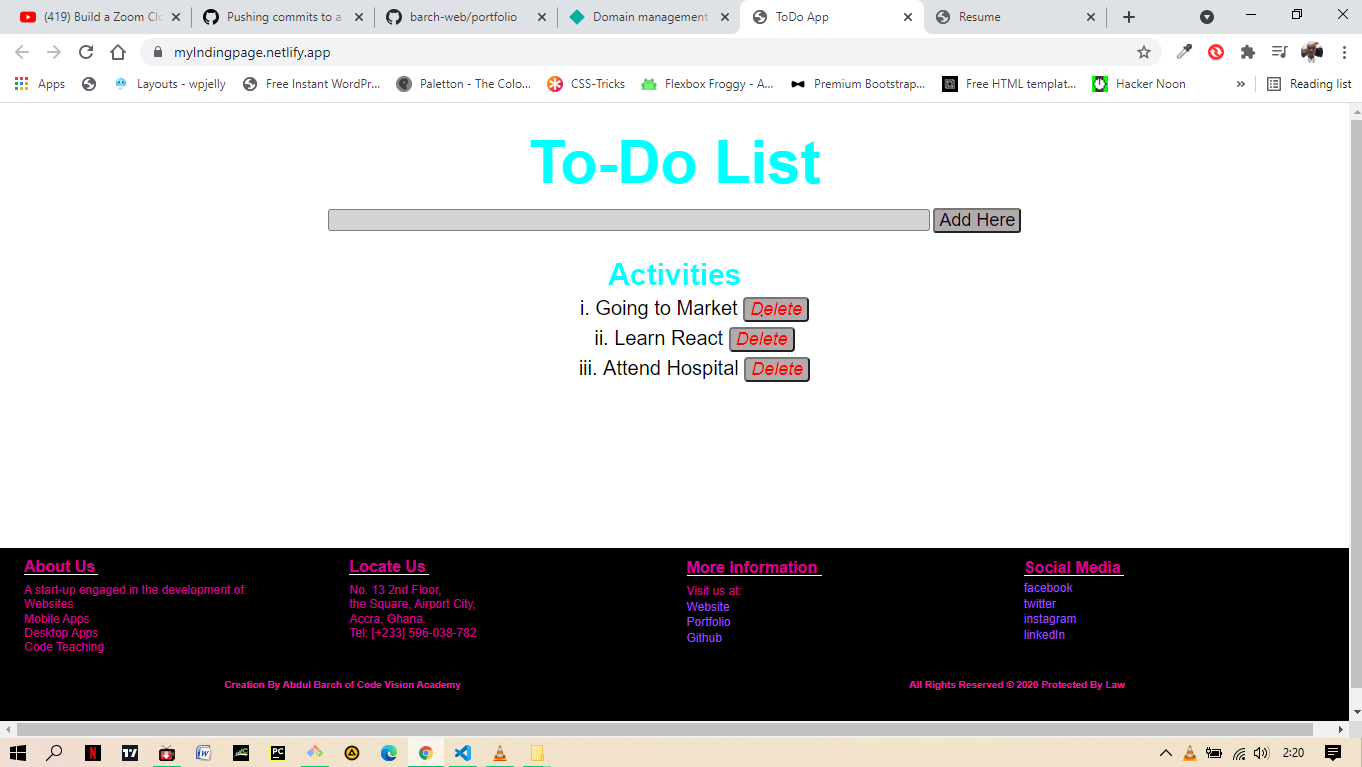 (419) Build a Zoom Cl
Pushing commits to a
barch-web/portfolio
Domain management
ToDo App
Resume
mylndingpage.netlify.app
Apps
Layouts - wpjelly
Free Instant WordPr...
Paletton - The Colo...
CSS-Tricks
Flexbox Froggy - A...
Premium Bootstrap...
Free HTML templat...
Hacker Noon
»
Reading list
To-Do List
Add Here
Activities
i. Going to Market Delete
ii. Learn React Delete
iii. Attend Hospital Delete
About Us
A start-up engaged in the development of:
Websites
Mobile Apps
Desktop Apps
Code Teaching
Locate Us
No. 13 2nd Floor,
the Square, Airport City,
Accra, Ghana.
Tel: [+233] 596-038-782
More Information
Visit us at:
Website
Portfolio
Github
Social Media
facebook
twitter
instagram
linkedIn
Creation By Abdul Barch of Code Vision Academy
All Rights Reserved © 2020 Protected By Law
2:20